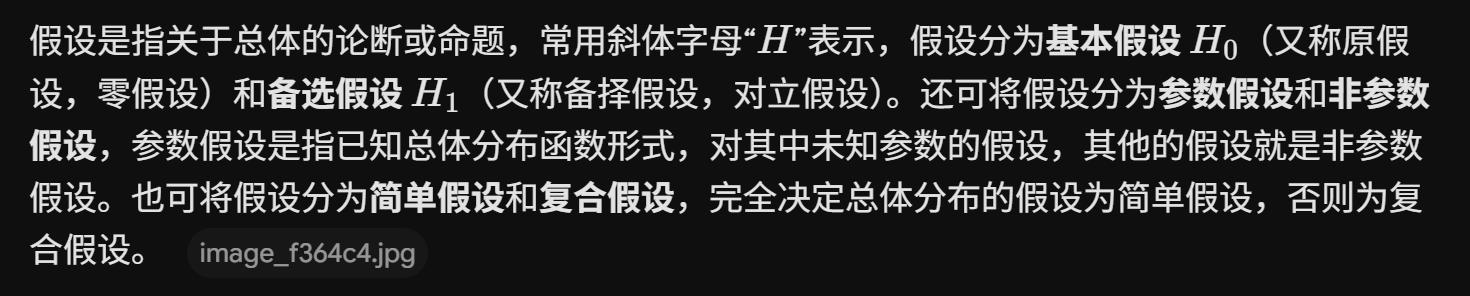 假设是指关于总体的论断或命题，常用斜体字母“H”表示，假设分为基本假设 H₀（又称原假
设，零假设）和备选假设 H₁（又称备择假设，对立假设）。还可将假设分为参数假设和非参数
假设，参数假设是指已知总体分布函数形式，对其中未知参数的假设，其他的假设就是非参数
假设。也可将假设分为简单假设和复合假设，完全决定总体分布的假设为简单假设，否则为复
合假设。 image_f364c4.jpg